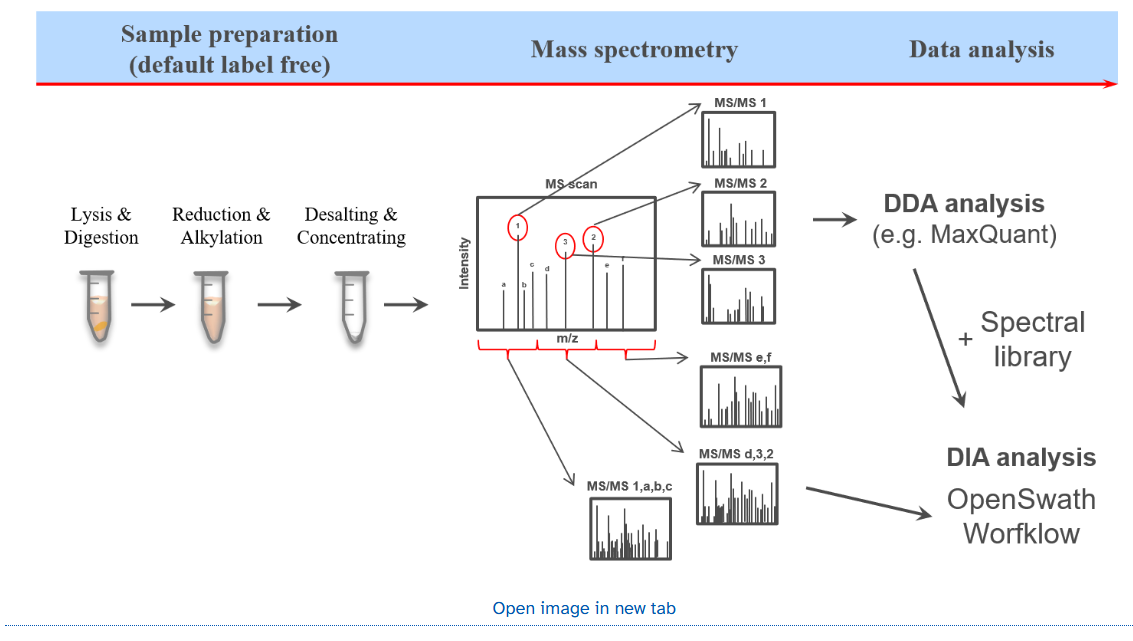 Sample preparation
(default label free)
Mass spectrometry
Data analysis
Lysis &
Digestion
Reduction &
Alkylation
Desalting &
Concentrating
MS scan
Intensity
1
3
2
a
b
c
d
e
f
m/z
MS/MS 1
MS/MS 2
MS/MS 3
MS/MS e,f
MS/MS d,3,2
MS/MS 1,a,b,c
DDA analysis
(e.g. MaxQuant)
+
Spectral
library
DIA analysis
OpenSwath
Worfklow
Open image in new tab